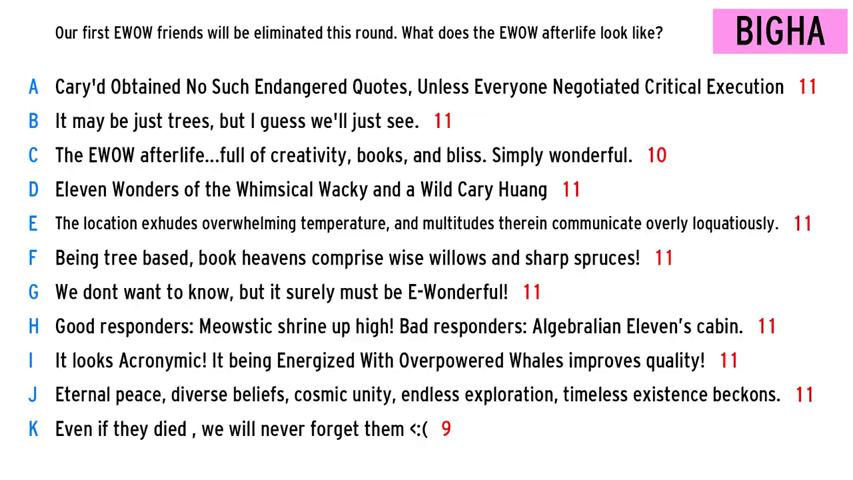 Our first EWOW friends will be eliminated this round. What does the EWOW afterlife look like?
BIGHA
A Cary'd Obtained No Such Endangered Quotes, Unless Everyone Negotiated Critical Execution 11
B It may be just trees, but I guess we'll just see. 11
C The EWOW afterlife...full of creativity, books, and bliss. Simply wonderful. 10
D Eleven Wonders of the Whimsical Wacky and a Wild Cary Huang 11
E The location exhudes overwhelming temperature, and multitudes therein communicate overly loquatiously. 11
F Being tree based, book heavens comprise wise willows and sharp spruces! 11
G We dont want to know, but it surely must be E-Wonderful! 11
H Good responders: Meowstic shrine up high! Bad responders: Algebralian Eleven's cabin. 11
I It looks Acronymic! It being Energized With Overpowered Whales improves quality! 11
J Eternal peace, diverse beliefs, cosmic unity, endless exploration, timeless existence beckons. 11
K Even if they died , we will never forget them <:( 9